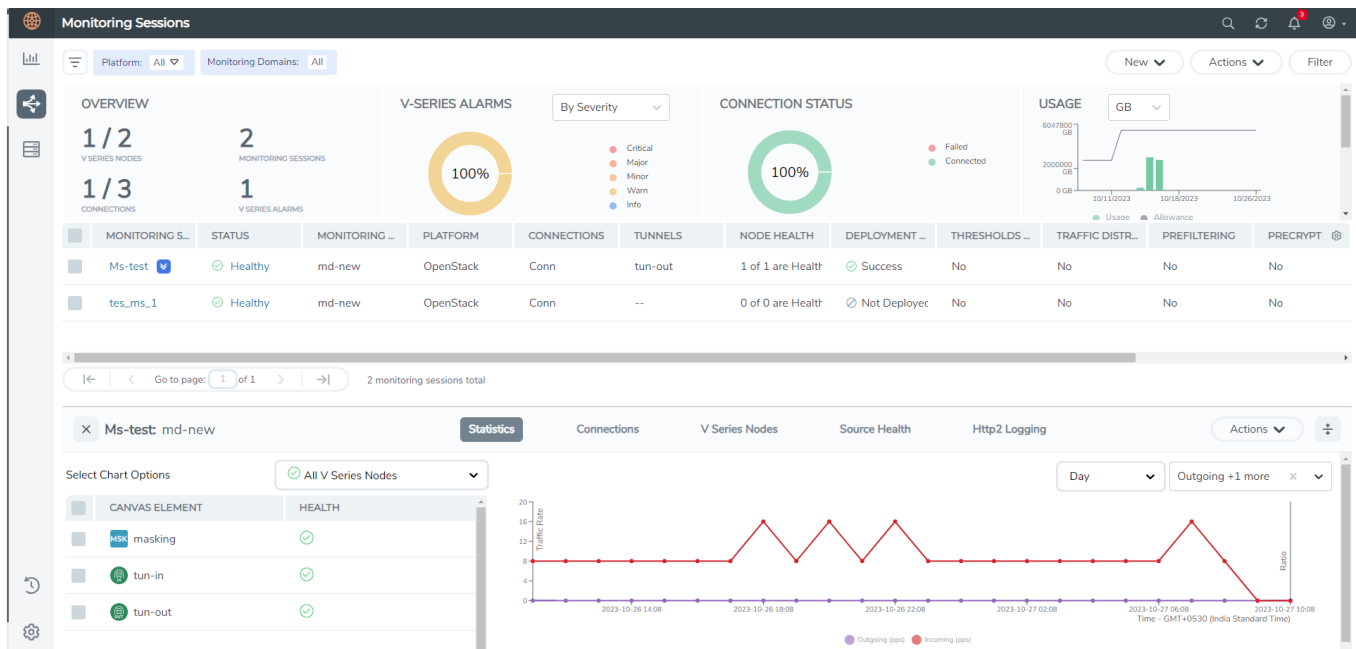 Monitoring Sessions
3
Platform: All
Monitoring Domains: All
New
Actions
Filter
OVERVIEW
1 / 2
V SERIES NODES
2
MONITORING SESSIONS
1 / 3
CONNECTIONS
1
V SERIES ALARMS
V-SERIES ALARMS
By Severity
100%
Critical
Major
Minor
Warn
Info
CONNECTION STATUS
100%
Failed
Connected
USAGE
GB
6047800
GB
2000000
GB
0 GB
10/11/2023 10/18/2023 10/26/2023
Usage Allowance
MONITORING S... STATUS MONITORING ... PLATFORM CONNECTIONS TUNNELS NODE HEALTH DEPLOYMENT ... THRESHOLDS ... TRAFFIC DISTR... PREFILTERING PRECRYPT
Ms-test Healthy md-new OpenStack Conn tun-out 1 of 1 are Health Success No No No No
tes_ms_1 Healthy md-new OpenStack Conn -- 0 of 0 are Health Not Deployed No No No No
Go to page: 1 of 1
2 monitoring sessions total
Ms-test: md-new
Statistics
Connections
V Series Nodes
Source Health
Http2 Logging
Actions
Select Chart Options
All V Series Nodes
CANVAS ELEMENT HEALTH
MSK masking
tun-in
OUT tun-out
Day
Outgoing +1 more
20
16
12
8
4
0
Traffic Rate
Ratio
2023-10-26 14:08 2023-10-26 18:08 2023-10-26 22:08 2023-10-27 02:08 2023-10-27 06:08 2023-10-27 10:08
Time - GMT+0530 (India Standard Time)
Outgoing (pps) Incoming (pps)